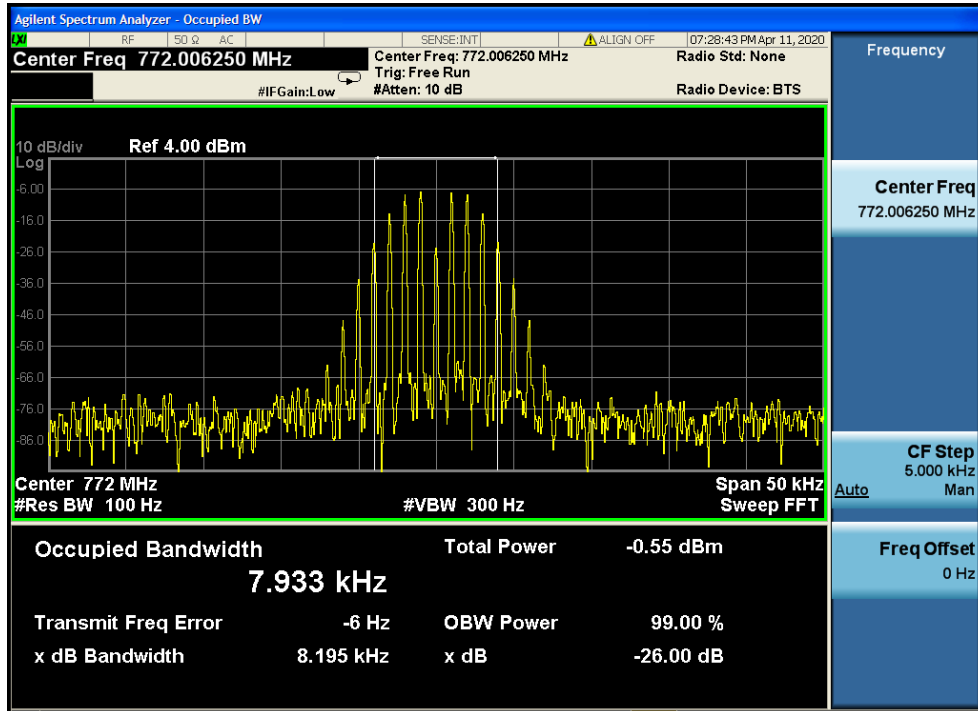 Agilent Spectrum Analyzer - Occupied BW
LXI RF 50 Ω AC SENSE:INT ALIGN OFF 07:28:43 PM Apr 11, 2020
Center Freq 772.006250 MHz Center Freq: 772.006250 MHz Radio Std: None
Trig: Free Run
#IFGain:Low #Atten: 10 dB Radio Device: BTS
Frequency
10 dB/div Ref 4.00 dBm
Log
-6.00
-16.0
-26.0
-36.0
-46.0
-56.0
-66.0
-76.0
-86.0
Center 772 MHz Span 50 kHz
#Res BW 100 Hz #VBW 300 Hz Sweep FFT
Center Freq
772.006250 MHz
CF Step
5.000 kHz
Auto Man
Freq Offset
0 Hz
Occupied Bandwidth Total Power -0.55 dBm
7.933 kHz
Transmit Freq Error -6 Hz OBW Power 99.00 %
x dB Bandwidth 8.195 kHz x dB -26.00 dB